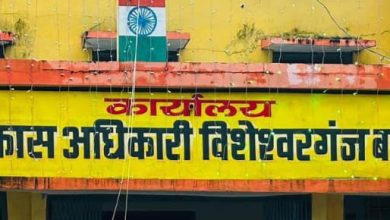 कार्यालय
कास अधिकारी विशेश्वरगंज ब